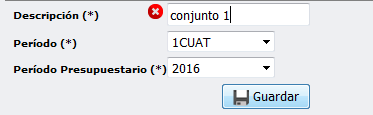 Descripción (*) conjunto 1
Período (*) 1CUAT
Período Presupuestario (*) 2016
Guardar